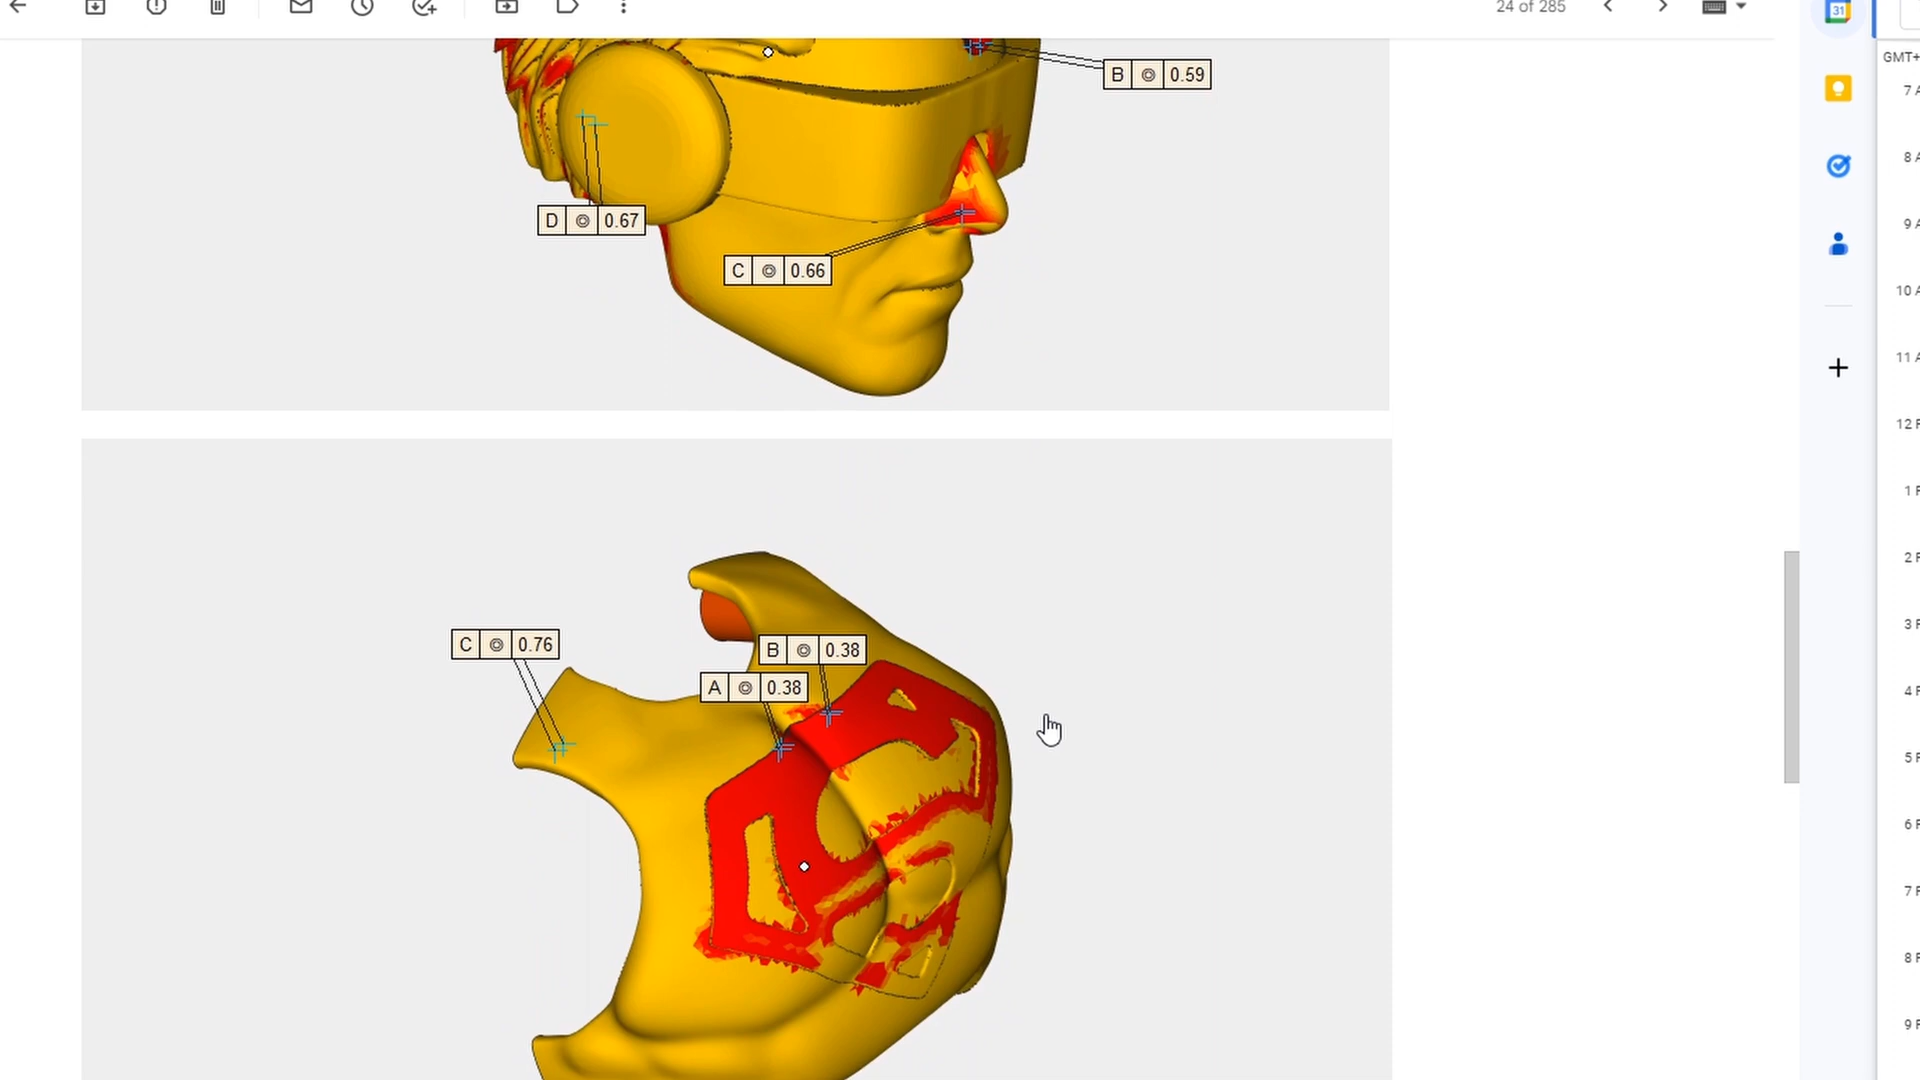 24 of 285
31
GMT+
B ◎ 0.59
7 A
8 A
D ◎ 0.67
9 A
C ◎ 0.66
10 A
11 A
12 F
1 F
2 F
3 F
C ◎ 0.76
B ◎ 0.38
A ◎ 0.38
4 F
5 F
6 F
7 F
8 F
9 F